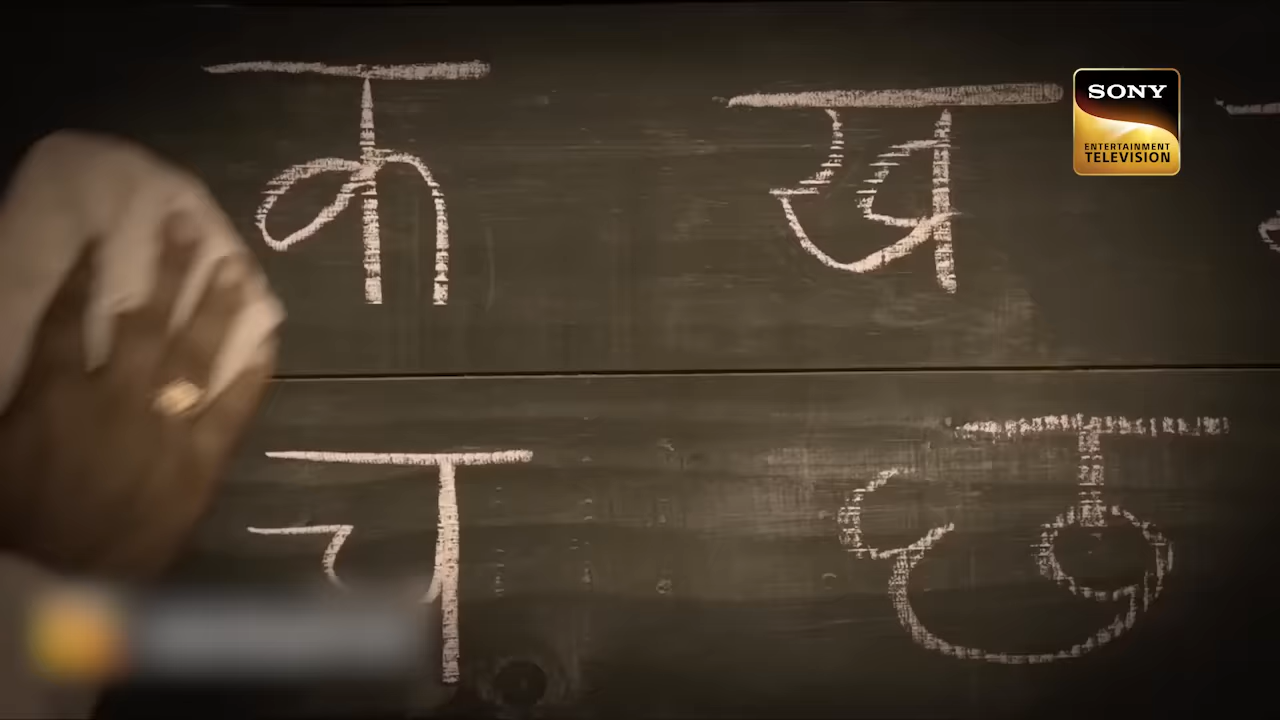 क ख
SONY
ENTERTAINMENT
TELEVISION
च छ